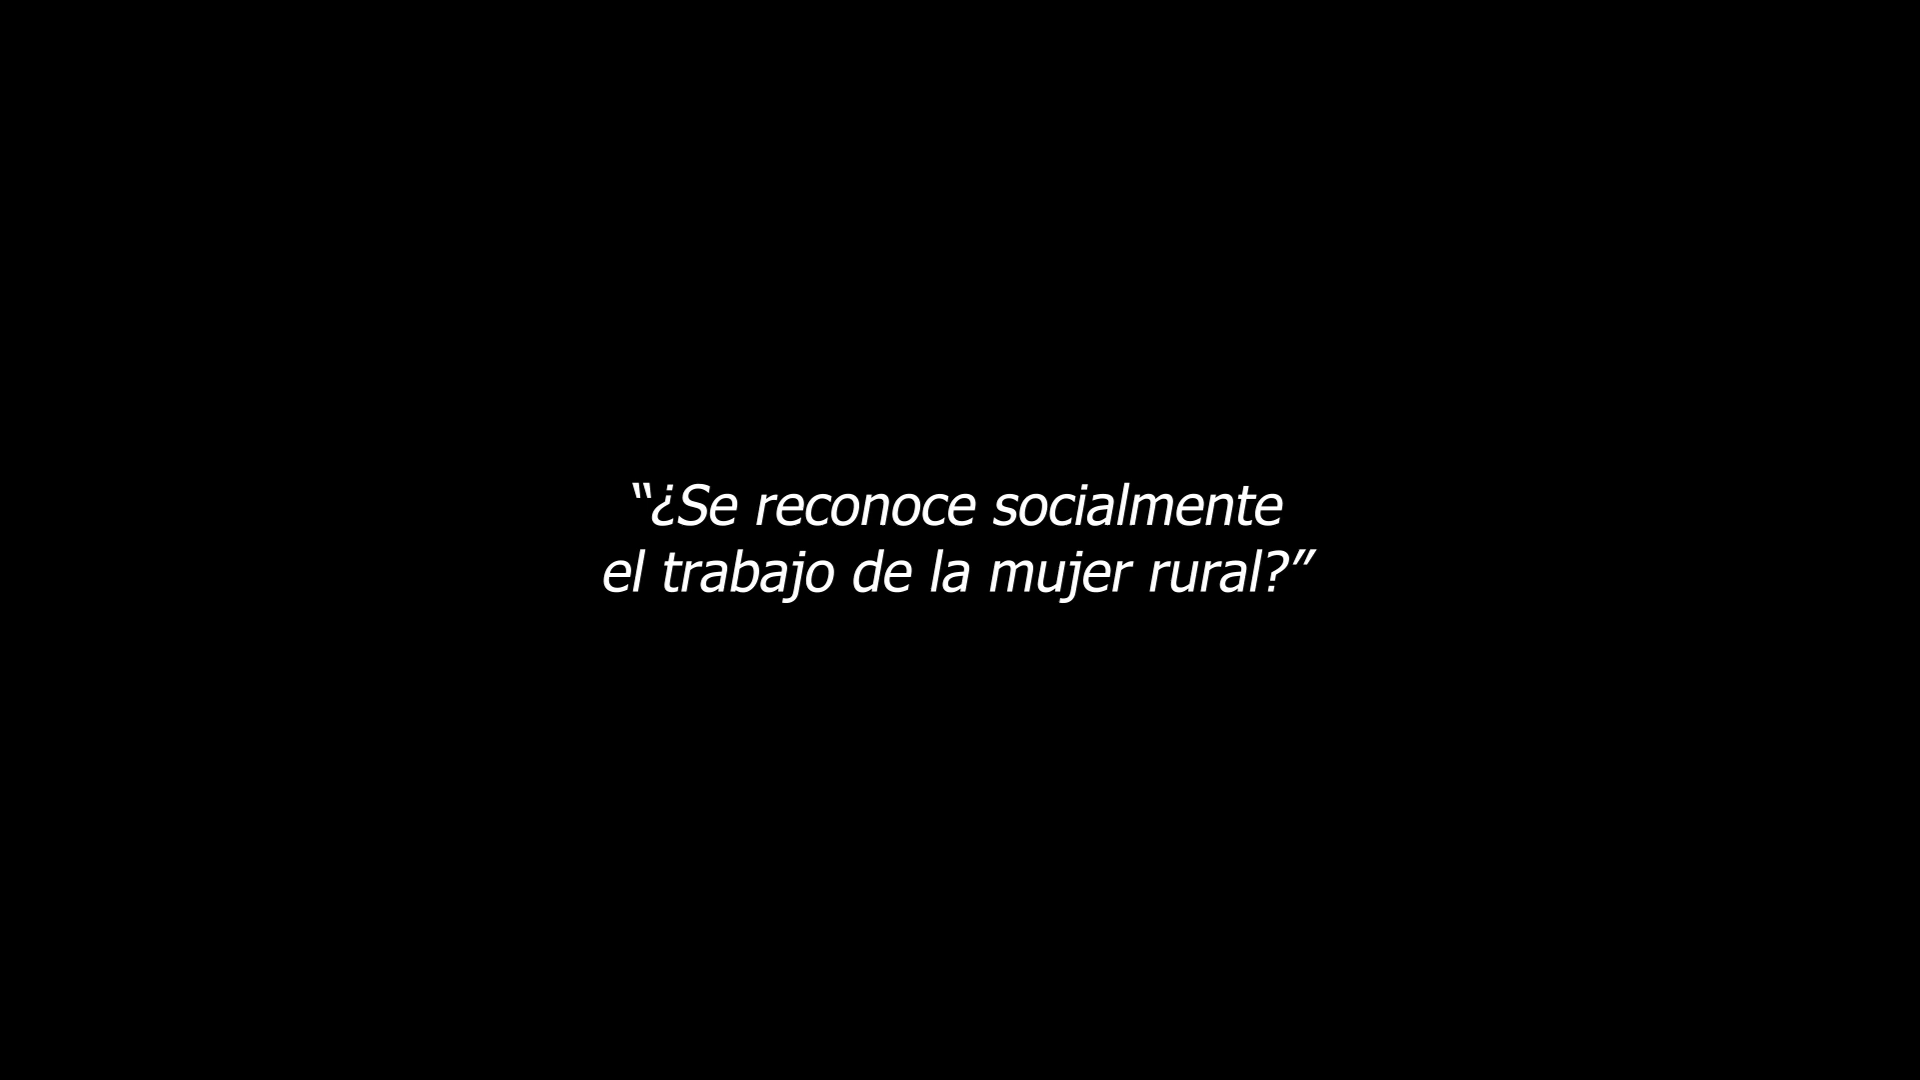 “¿Se reconoce socialmente
el trabajo de la mujer rural?”